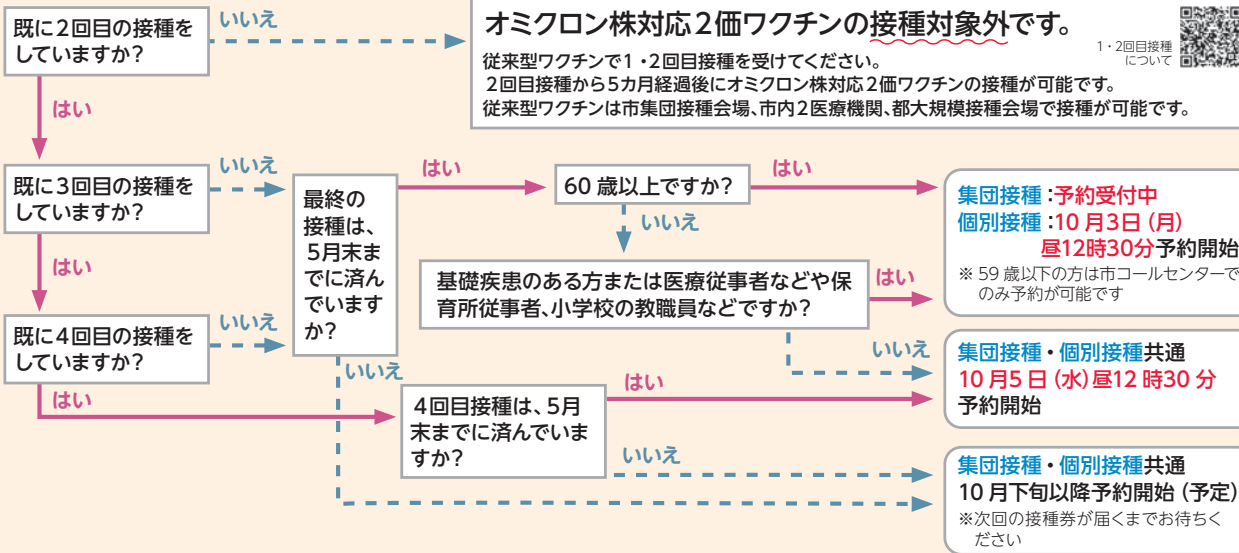 既に2回目の接種を
していますか？
いいえ
オミクロン株対応2価ワクチンの接種対象外です。
従来型ワクチンで1・2回目接種を受けてください。
2回目接種から5カ月経過後にオミクロン株対応2価ワクチンの接種が可能です。
従来型ワクチンは市集団接種会場、市内2医療機関、都大規模接種会場で接種が可能です。
1・2回目接種
について
はい
既に3回目の接種を
していますか？
いいえ
最終の
接種は、
5月末ま
でに済ん
でいます
か？
はい
60 歳以上ですか？
はい
集団接種：予約受付中
個別接種：10 月3日（月）
昼12時30分予約開始
※ 59 歳以下の方は市コールセンターで
のみ予約が可能です
いいえ
基礎疾患のある方または医療従事者などや保
育所従事者、小学校の教職員などですか？
はい
はい
既に4回目の接種を
していますか？
いいえ
いいえ
集団接種・個別接種共通
10 月5 日（水）昼12 時30 分
予約開始
いいえ
はい
4回目接種は、5月
末までに済んでいま
すか？
はい
いいえ
集団接種・個別接種共通
10 月下旬以降予約開始（予定）
※次回の接種券が届くまでお待ちく
ださい